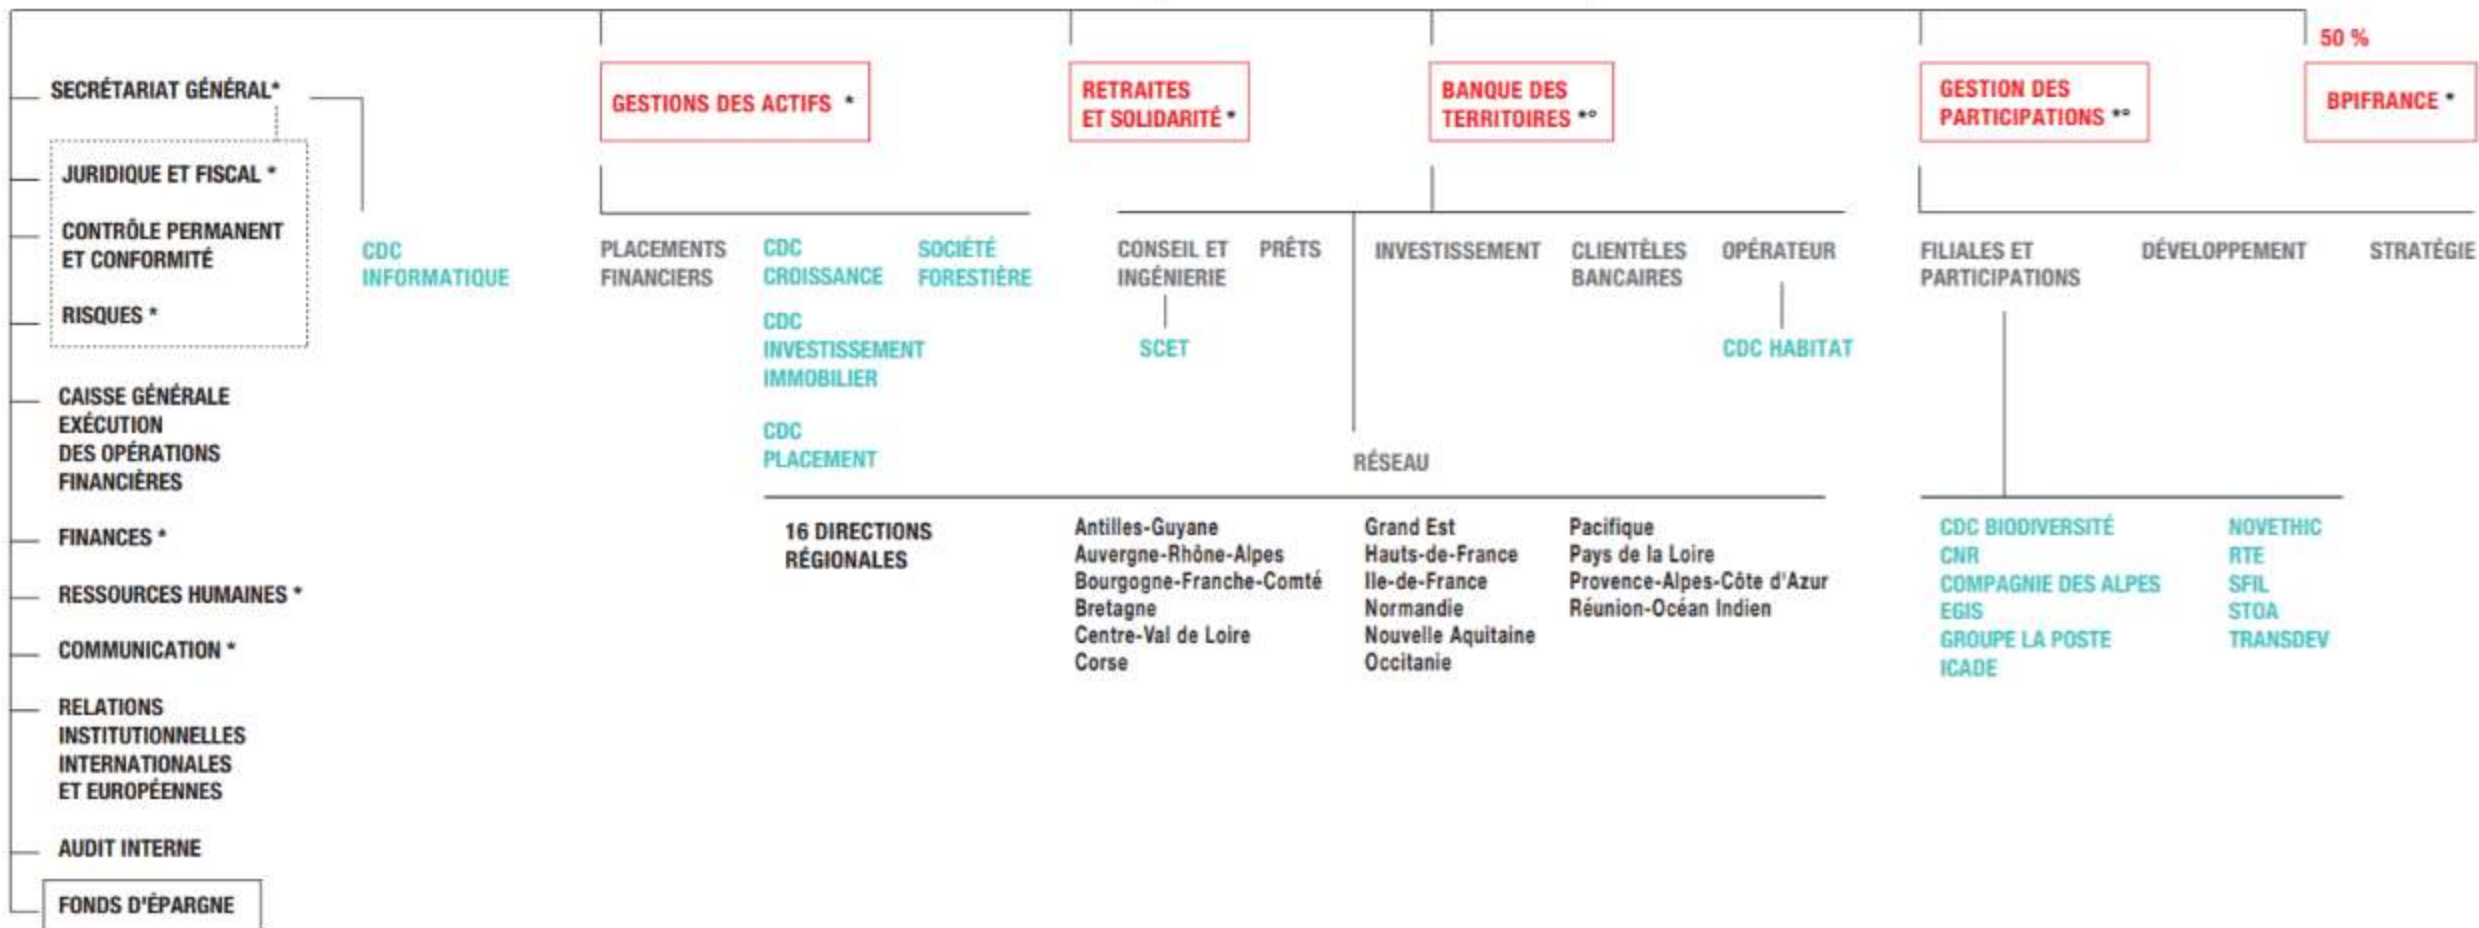 50 %
SECRÉTARIAT GÉNÉRAL*
JURIDIQUE ET FISCAL *
CONTRÔLE PERMANENT
ET CONFORMITÉ
RISQUES *
CAISSE GÉNÉRALE
EXÉCUTION
DES OPÉRATIONS
FINANCIÈRES
FINANCES *
RESSOURCES HUMAINES *
COMMUNICATION *
RELATIONS
INSTITUTIONNELLES
INTERNATIONALES
ET EUROPÉENNES
AUDIT INTERNE
FONDS D'ÉPARGNE
CDC
INFORMATIQUE
GESTIONS DES ACTIFS *
PLACEMENTS
FINANCIERS
CDC
CROISSANCE
CDC
INVESTISSEMENT
IMMOBILIER
CDC
PLACEMENT
SOCIÉTÉ
FORESTIÈRE
RETRAITES
ET SOLIDARITÉ *
BANQUE DES
TERRITOIRES *°
CONSEIL ET
INGÉNIERIE
SCET
PRÊTS
INVESTISSEMENT
CLIENTÈLES
BANCAIRES
OPÉRATEUR
CDC HABITAT
RÉSEAU
16 DIRECTIONS
RÉGIONALES
Antilles-Guyane
Auvergne-Rhône-Alpes
Bourgogne-Franche-Comté
Bretagne
Centre-Val de Loire
Corse
Grand Est
Hauts-de-France
Ile-de-France
Normandie
Nouvelle Aquitaine
Occitanie
Pacifique
Pays de la Loire
Provence-Alpes-Côte d'Azur
Réunion-Océan Indien
GESTION DES
PARTICIPATIONS *°
FILIALES ET
PARTICIPATIONS
DÉVELOPPEMENT
STRATÉGIE
CDC BIODIVERSITÉ
CNR
COMPAGNIE DES ALPES
EGIS
GROUPE LA POSTE
ICADE
NOVETHIC
RTE
SFIL
STOA
TRANSDEV
BPIFRANCE *